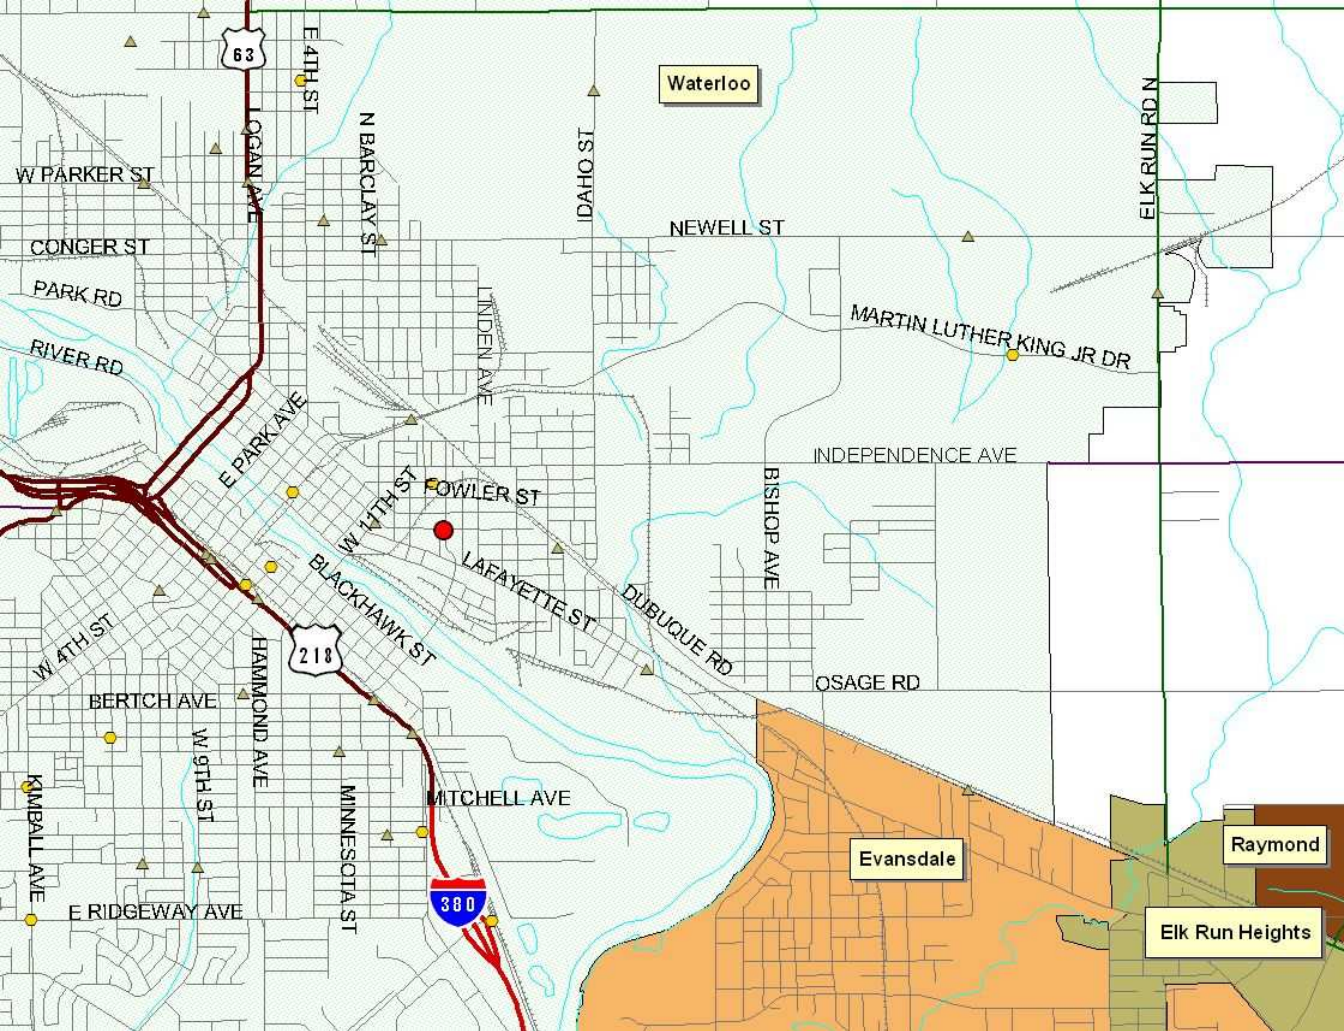 63
E 4TH ST
Waterloo
LOGAN AVE
N BARCLAY ST
IDAHO ST
ELK RUN RD N
W PARKER ST
NEWELL ST
CONGER ST
PARK RD
LINDEN AVE
MARTIN LUTHER KING JR DR
RIVER RD
E PARK AVE
INDEPENDENCE AVE
W 11TH ST
FOWLER ST
BISHOP AVE
LAFAYETTE ST
BLACKHAWK ST
DUBUQUE RD
218
W 4TH ST
HAMMOND AVE
OSAGE RD
BERTCH AVE
W 9TH ST
KIMBALL AVE
MINNESOTA ST
MITCHELL AVE
Raymond
Evansdale
380
E RIDGEWAY AVE
Elk Run Heights